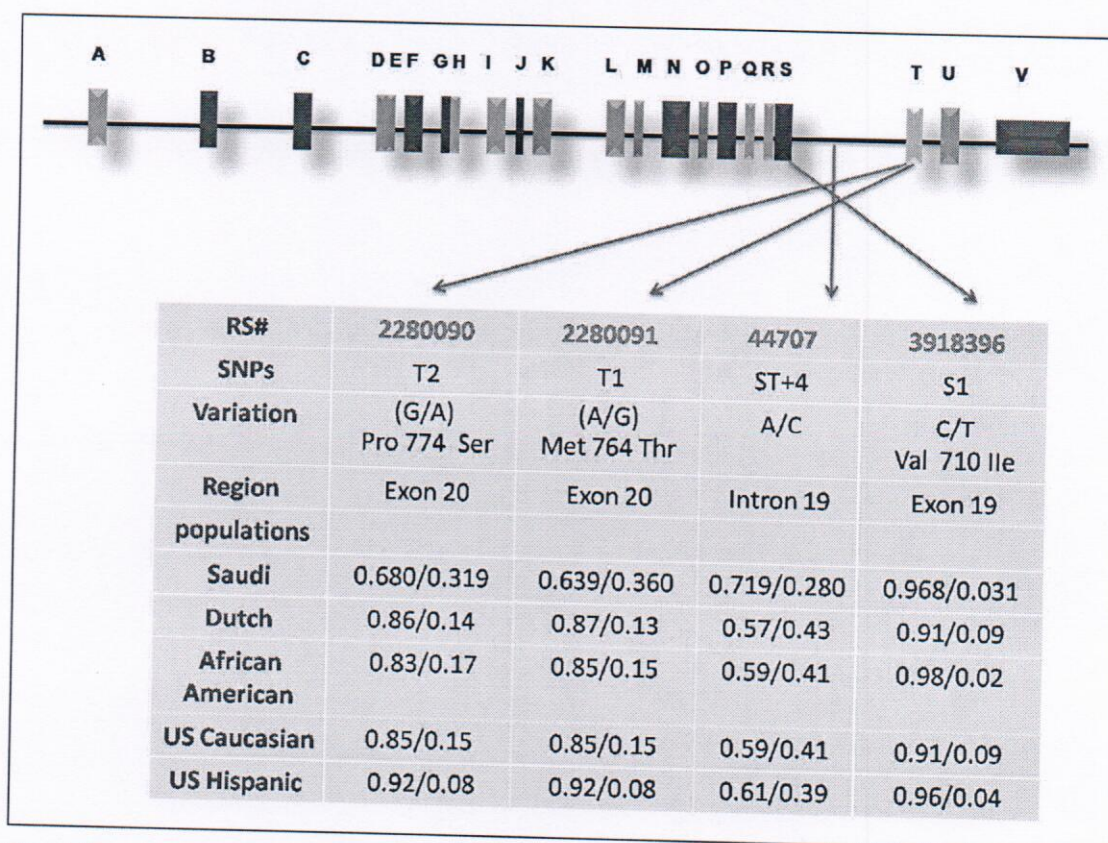 A B C D E F G H I J K L M N O P Q R S T U V
RS# 2280090 2280091 44707 3918396
SNPs T2 T1 ST+4 S1
Variation (G/A) (A/G) A/C C/T
Pro 774 Ser Met 764 Thr Val 710 Ile
Region Exon 20 Exon 20 Intron 19 Exon 19
populations
Saudi 0.680/0.319 0.639/0.360 0.719/0.280 0.968/0.031
Dutch 0.86/0.14 0.87/0.13 0.57/0.43 0.91/0.09
African 0.83/0.17 0.85/0.15 0.59/0.41 0.98/0.02
American
US Caucasian 0.85/0.15 0.85/0.15 0.59/0.41 0.91/0.09
US Hispanic 0.92/0.08 0.92/0.08 0.61/0.39 0.96/0.04